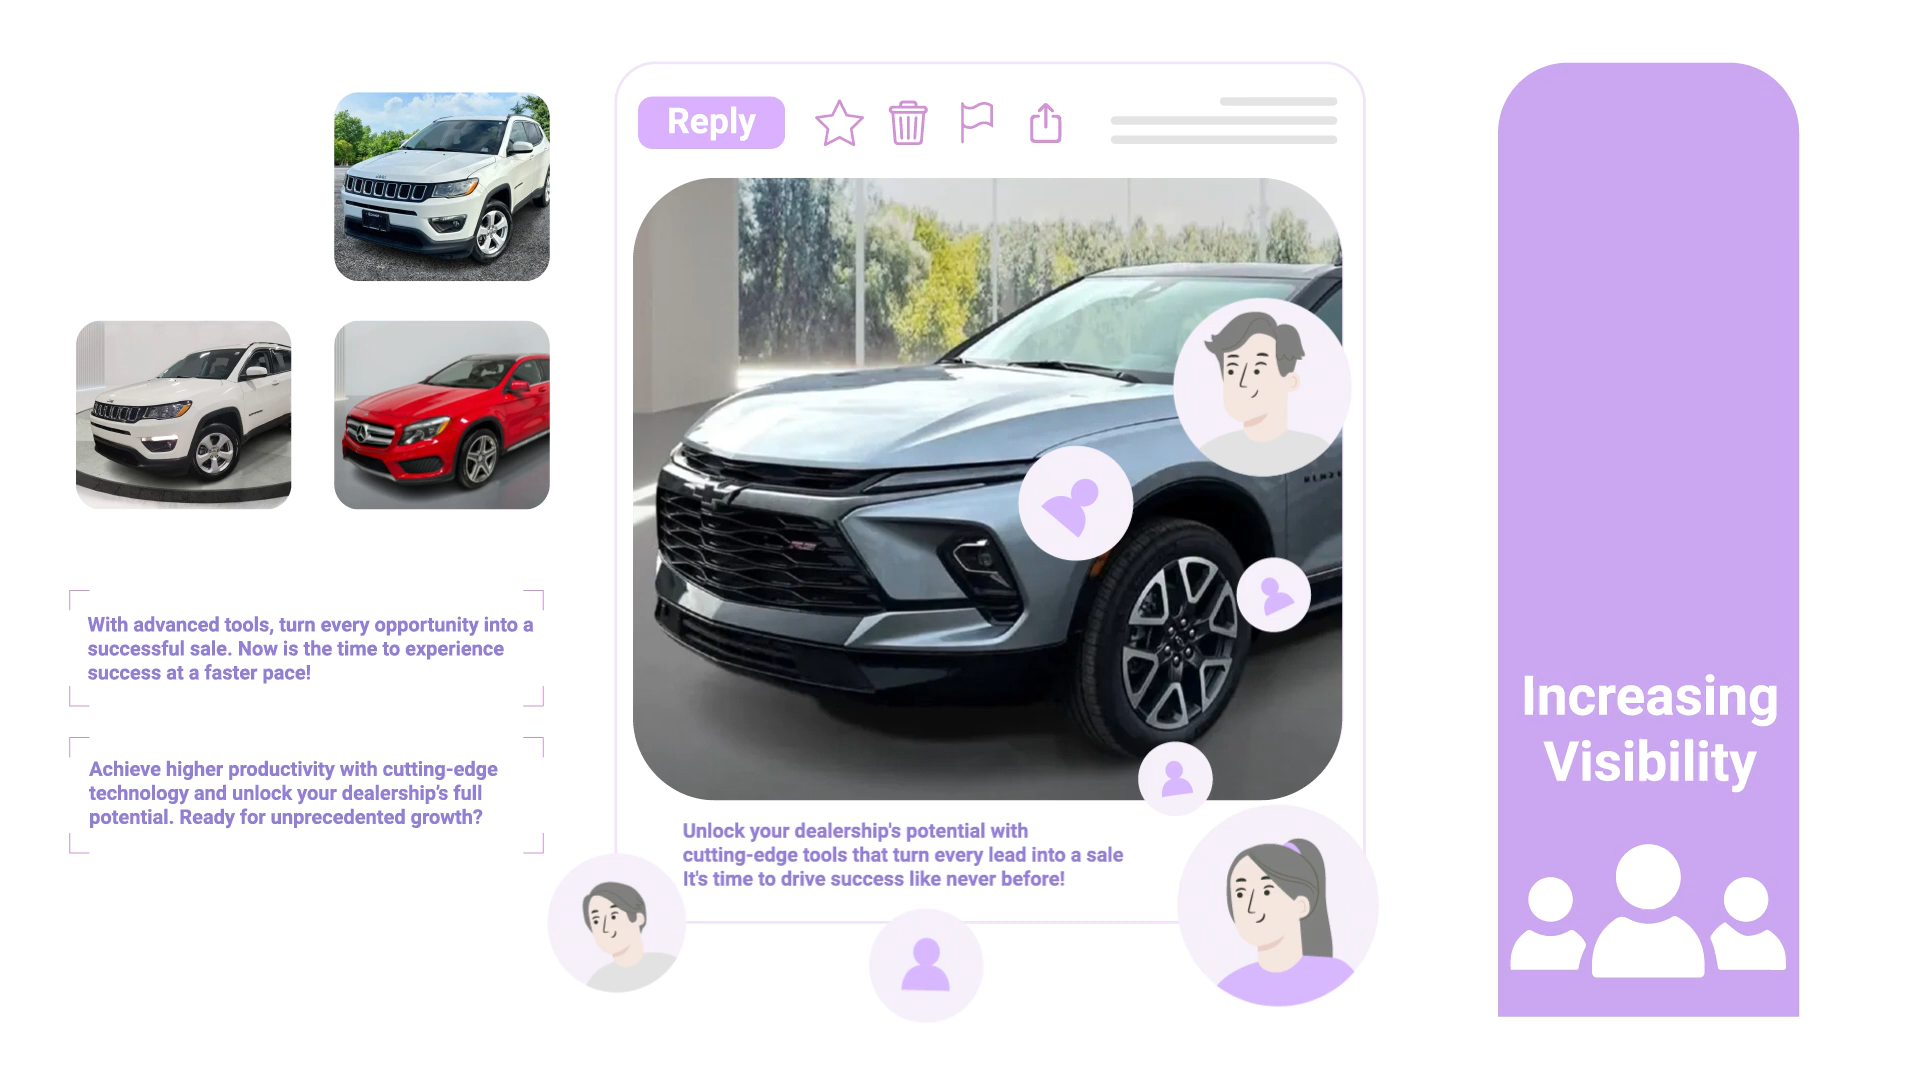 Reply
With advanced tools, turn every opportunity into a
successful sale. Now is the time to experience
success at a faster pace!
Achieve higher productivity with cutting-edge
technology and unlock your dealership’s full
potential. Ready for unprecedented growth?
Unlock your dealership's potential with
cutting-edge tools that turn every lead into a sale
It's time to drive success like never before!
Increasing
Visibility